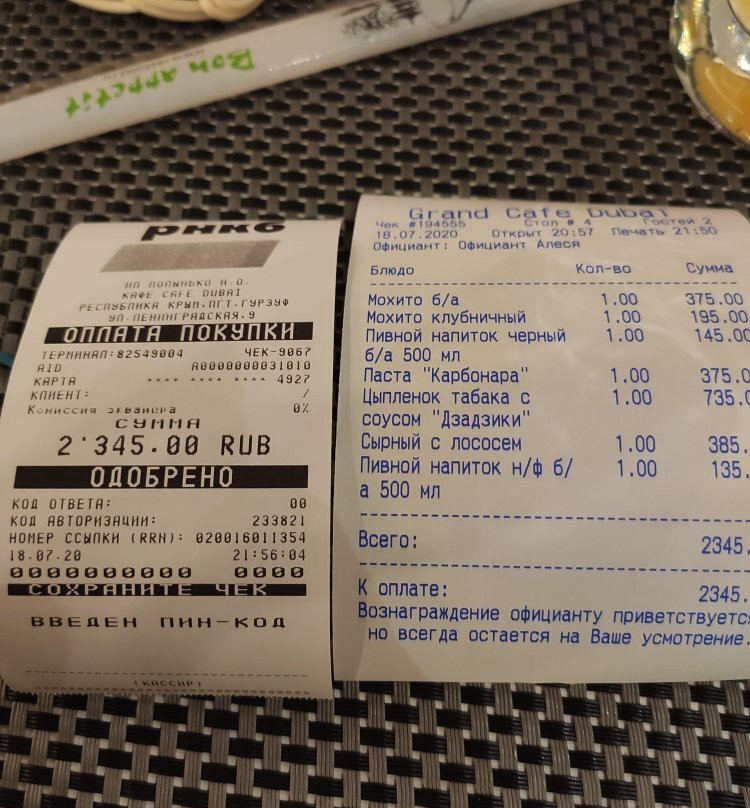 Bon appetit
РНКБ
ИП ПОПЫНЬКО Н.О.
КАФЕ CAFE DUBAI
РЕСПУБЛИКА КРЫМ,ПГТ.ГУРЗУФ
УЛ.ЛЕНИНГРАДСКАЯ,9
ОПЛАТА ПОКУПКИ
ТЕРМИНАЛ:82549004 ЧЕК-9067
AID A0000000031010
КАРТА **** **** **** 4927
КЛИЕНТ: /
Комиссия эквайера 0%
СУММА
2'345.00 RUB
ОДОБРЕНО
КОД ОТВЕТА: 00
КОД АВТОРИЗАЦИИ: 233821
НОМЕР ССЫЛКИ (RRN): 020016011354
18.07.20 21:56:04
0000000000 0000
СОХРАНИТЕ ЧЕК
ВВЕДЕН ПИН-КОД
(КАССИР)
Grand Cafe Dubai
Чек #194555 Стол # 4 Гостей 2
18.07.2020 Открыт 20:57 Печать 21:50
Официант: Официант Алеся
Блюдо Кол-во Сумма
Мохито б/а 1.00 375.00
Мохито клубничный 1.00 195.00
Пивной напиток черный 1.00 145.00
б/а 500 мл
Паста "Карбонара" 1.00 375.0
Цыпленок табака с 1.00 735.0
соусом "Дзадзики"
Сырный с лососем 1.00 385.
Пивной напиток н/ф б/ 1.00 135.
а 500 мл
Всего: 2345.
К оплате: 2345.
Вознаграждение официанту приветствуетс
но всегда остается на Ваше усмотрение.